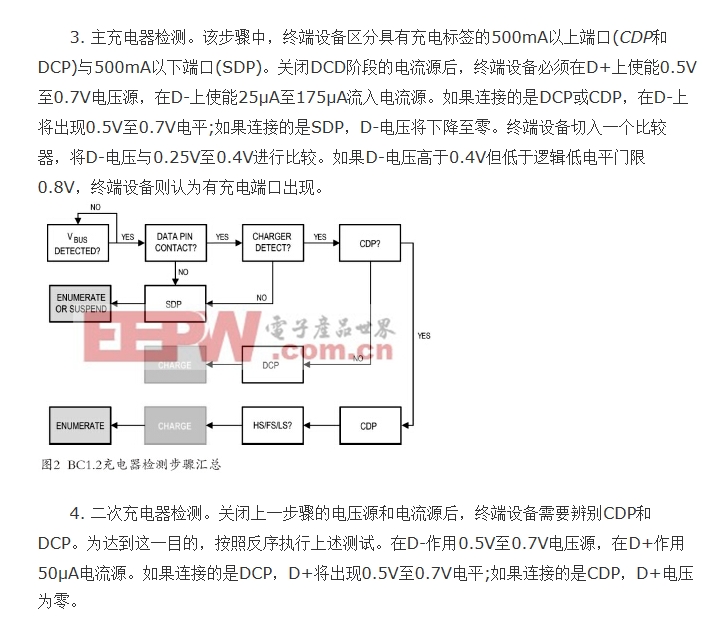 3. 主充电器检测。该步骤中，终端设备区分具有充电标签的500mA以上端口(CDP和
DCP)与500mA以下端口(SDP)。关闭DCD阶段的电流源后，终端设备必须在D+上使能0.5V
至0.7V电压源，在D-上使能25μA至175μA流入电流源。如果连接的是DCP或CDP，在D-上
将出现0.5V至0.7V电平;如果连接的是SDP，D-电压将下降至零。终端设备切入一个比较
器，将D-电压与0.25V至0.4V进行比较。如果D-电压高于0.4V但低于逻辑低电平门限
0.8V，终端设备则认为有充电端口出现。
NO
VBUS
DETECTED?
YES
DATA PIN
CONTACT?
YES
CHARGER
DETECT?
YES
CDP?
NO
NO
YES
ENUMERATE
OR SUSPEND
SDP
EEPW
电子產品世界
.com.cn
CHARGE
DCP
NO
ENUMERATE
CHARGE
HS/FS/LS?
CDP
图2 BC1.2充电器检测步骤汇总
4. 二次充电器检测。关闭上一步骤的电压源和电流源后，终端设备需要辨别CDP和
DCP。为达到这一目的，按照反序执行上述测试。在D-作用0.5V至0.7V电压源，在D+作用
50μA电流源。如果连接的是DCP，D+将出现0.5V至0.7V电平;如果连接的是CDP，D+电压
为零。